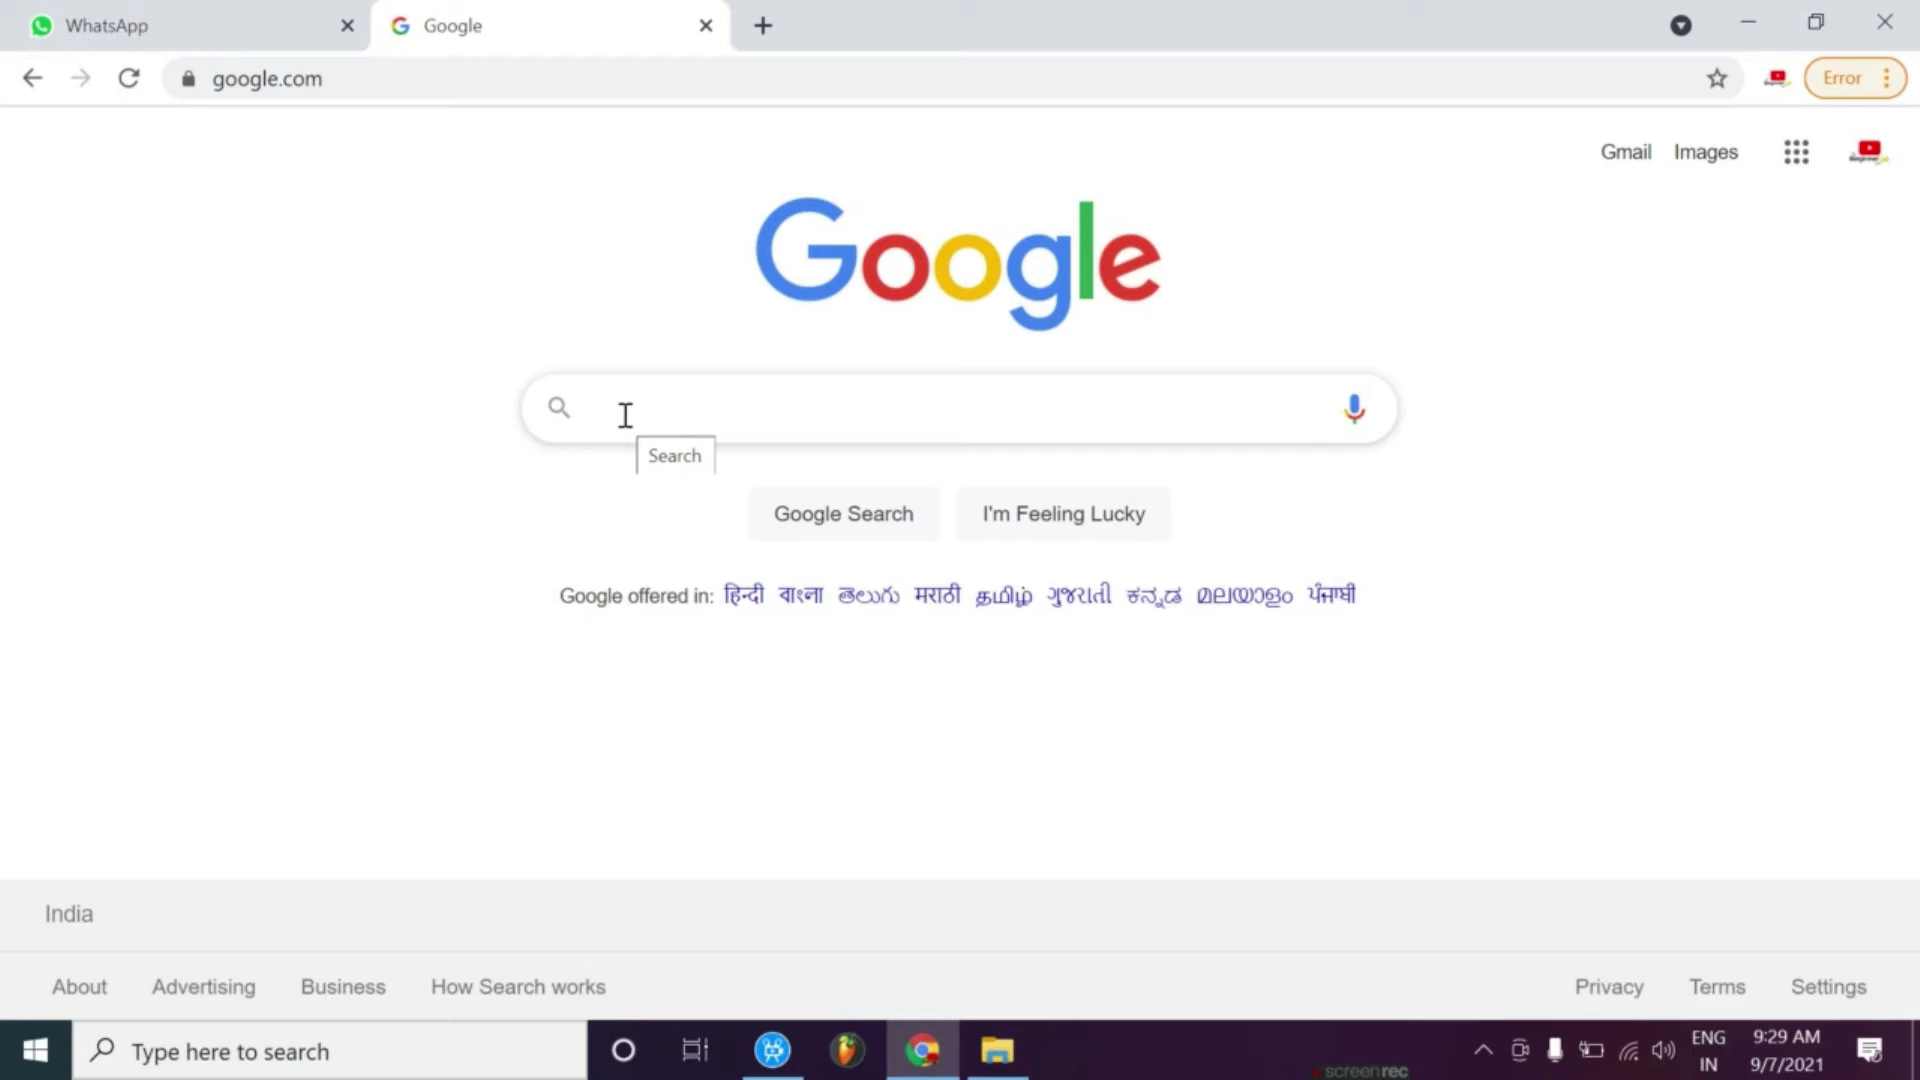 WhatsApp
Google
google.com
Error
Gmail Images
Google
Search
Google Search I'm Feeling Lucky
Google offered in: हिन्दी বাংলা తెలుగు मराठी தமிழ் ગુજરાતી ಕನ್ನಡ മലയാളം ਪੰਜਾਬੀ
India
About Advertising Business How Search works Privacy Terms Settings
Type here to search
ENG 9:29 AM
IN 9/7/2021
screenrec